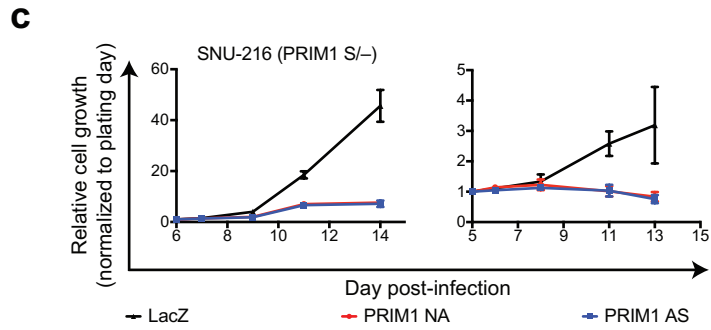 c
SNU-216 (PRIM1 S/–)
Relative cell growth
(normalized to plating day)
60
40
20
0
6 8 10 12 14
5
4
3
2
1
0
5 7 9 11 13 15
Day post-infection
LacZ PRIM1 NA PRIM1 AS